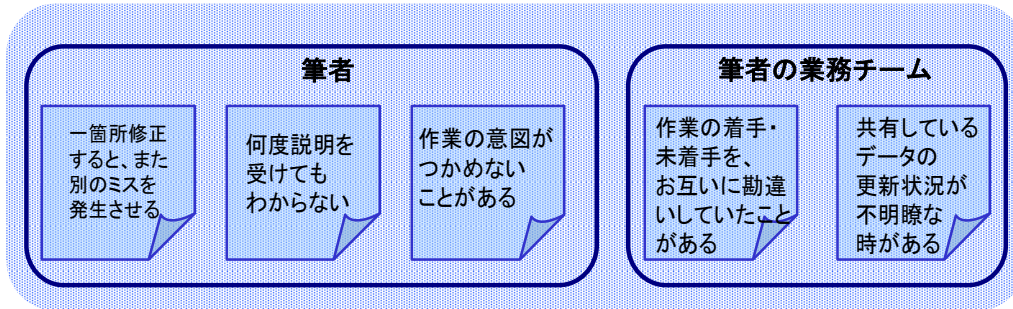 筆者
一箇所修正
すると、また
別のミスを
発生させる
何度説明を
受けても
わからない
作業の意図が
つかめない
ことがある
筆者の業務チーム
作業の着手・
未着手を、
お互いに勘違
いしていたこと
がある
共有している
データの
更新状況が
不明瞭な
時がある